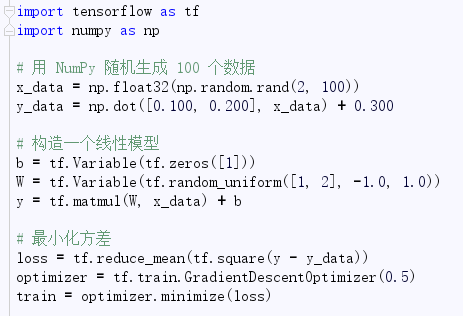 import tensorflow as tf
import numpy as np
# 用 NumPy 随机生成 100 个数据
x_data = np.float32(np.random.rand(2, 100))
y_data = np.dot([0.100, 0.200], x_data) + 0.300
# 构造一个线性模型
b = tf.Variable(tf.zeros([1]))
W = tf.Variable(tf.random_uniform([1, 2], -1.0, 1.0))
y = tf.matmul(W, x_data) + b
# 最小化方差
loss = tf.reduce_mean(tf.square(y - y_data))
optimizer = tf.train.GradientDescentOptimizer(0.5)
train = optimizer.minimize(loss)